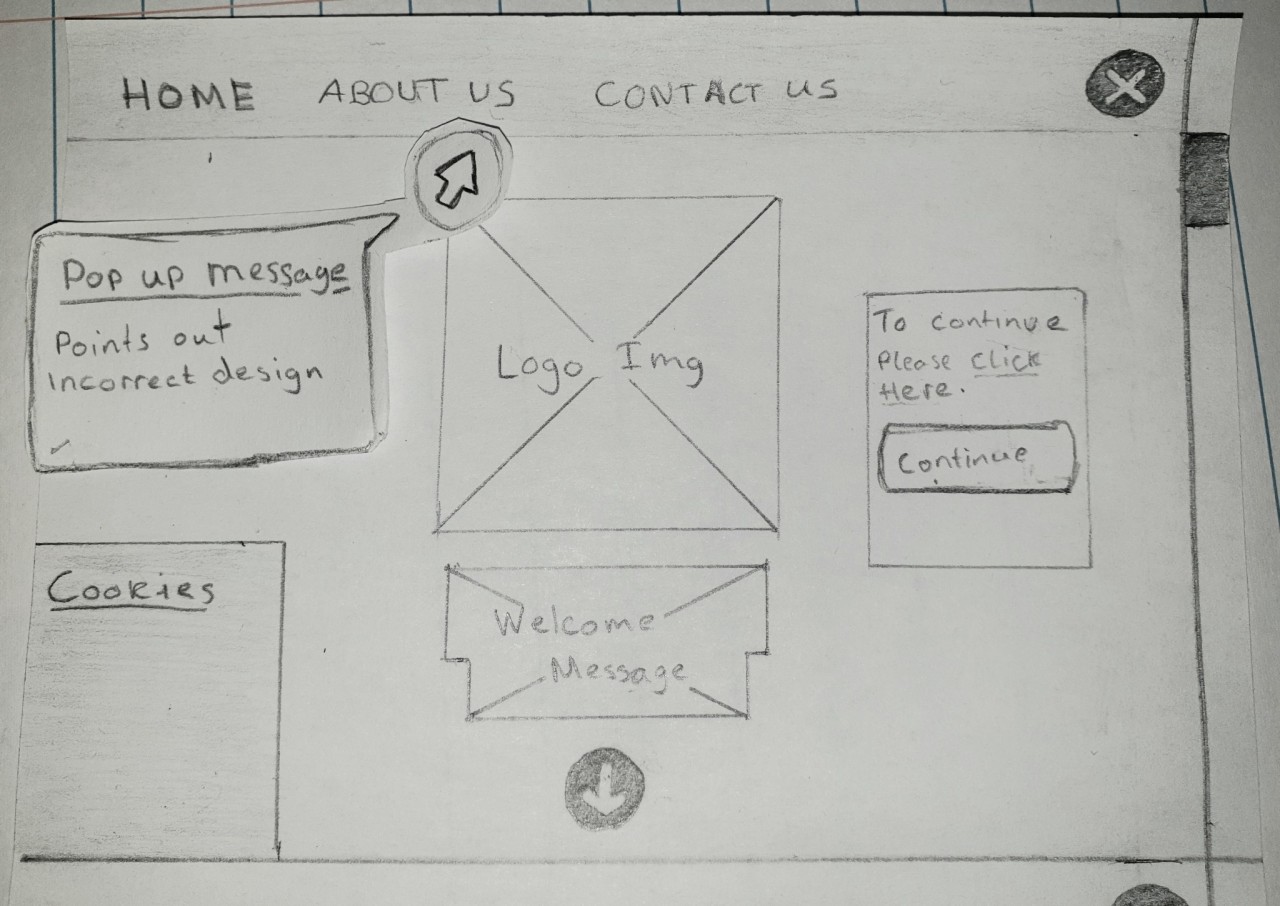 HOME ABOUT US CONTACT US
Pop up message
Points out
incorrect design
Logo Img
To continue
Please click
Here.
Continue
Cookies
Welcome
Message